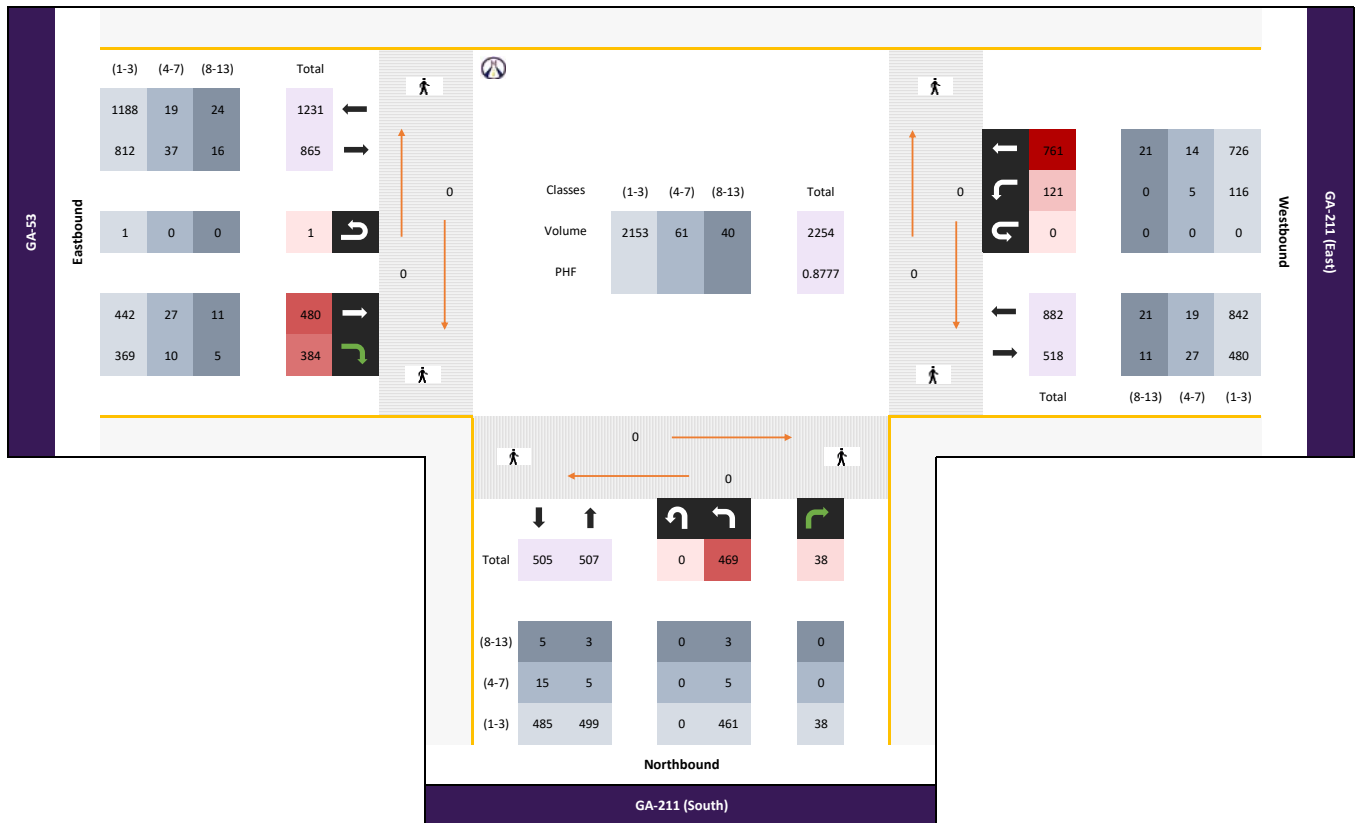 (1-3) (4-7) (8-13) Total
1188 19 24 1231
812 37 16 865
1 0 0 1
442 27 11 480
369 10 5 384
GA-53
Eastbound
0
0
Classes (1-3) (4-7) (8-13) Total
Volume 2153 61 40 2254
PHF 0.8777
0
0
761 21 14 726
121 0 5 116
0 0 0 0
882 21 19 842
518 11 27 480
Total (8-13) (4-7) (1-3)
Westbound
GA-211 (East)
0
0
Total 505 507 0 469 38
(8-13) 5 3 0 3 0
(4-7) 15 5 0 5 0
(1-3) 485 499 0 461 38
Northbound
GA-211 (South)